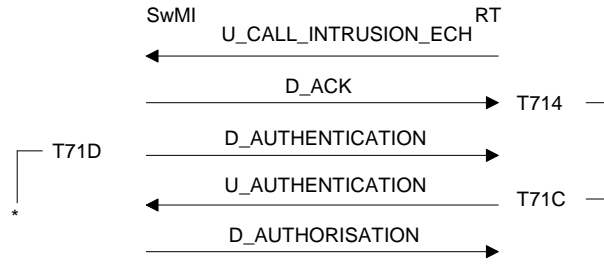 SwMI RT
U_CALL_INTRUSION_ECH
D_ACK
T714
D_AUTHENTICATION
T71D
U_AUTHENTICATION
T71C
*
D_AUTHORISATION